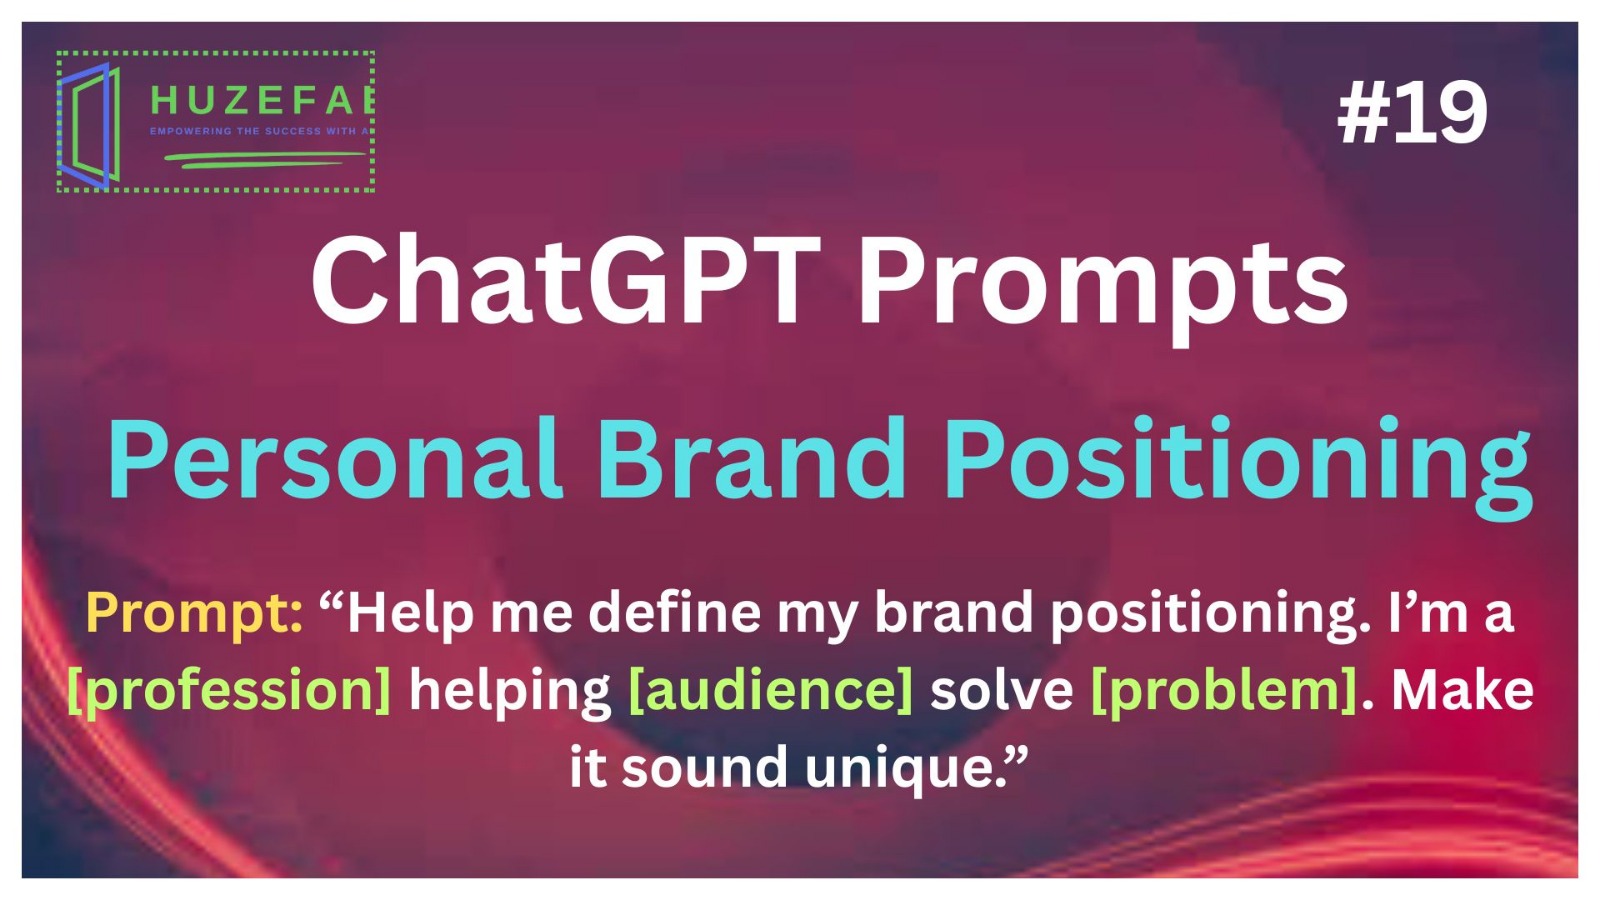 HUZEFA
EMPOWERING THE SUCCESS WITH
#19
ChatGPT Prompts
Personal Brand Positioning
Prompt: “Help me define my brand positioning. I’m a
[profession] helping [audience] solve [problem]. Make
it sound unique.”